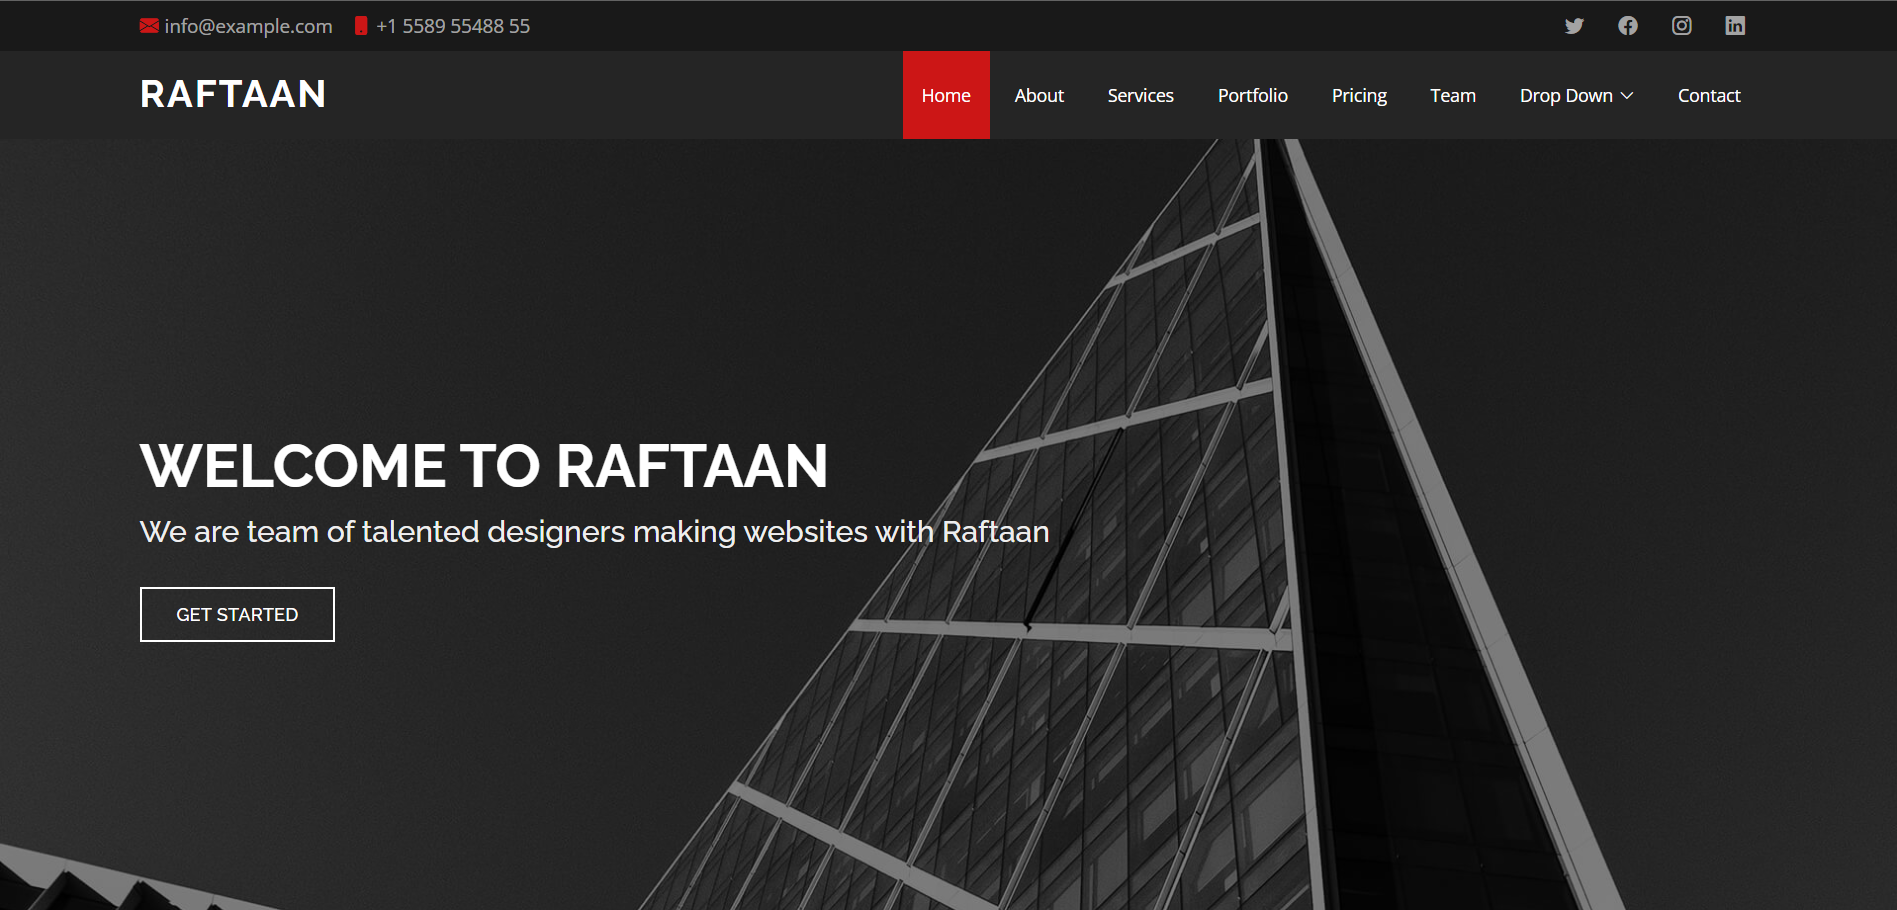 info@example.com +1 5589 55488 55
RAFTAAN
Home About Services Portfolio Pricing Team Drop Down Contact
WELCOME TO RAFTAAN
We are team of talented designers making websites with Raftaan
GET STARTED